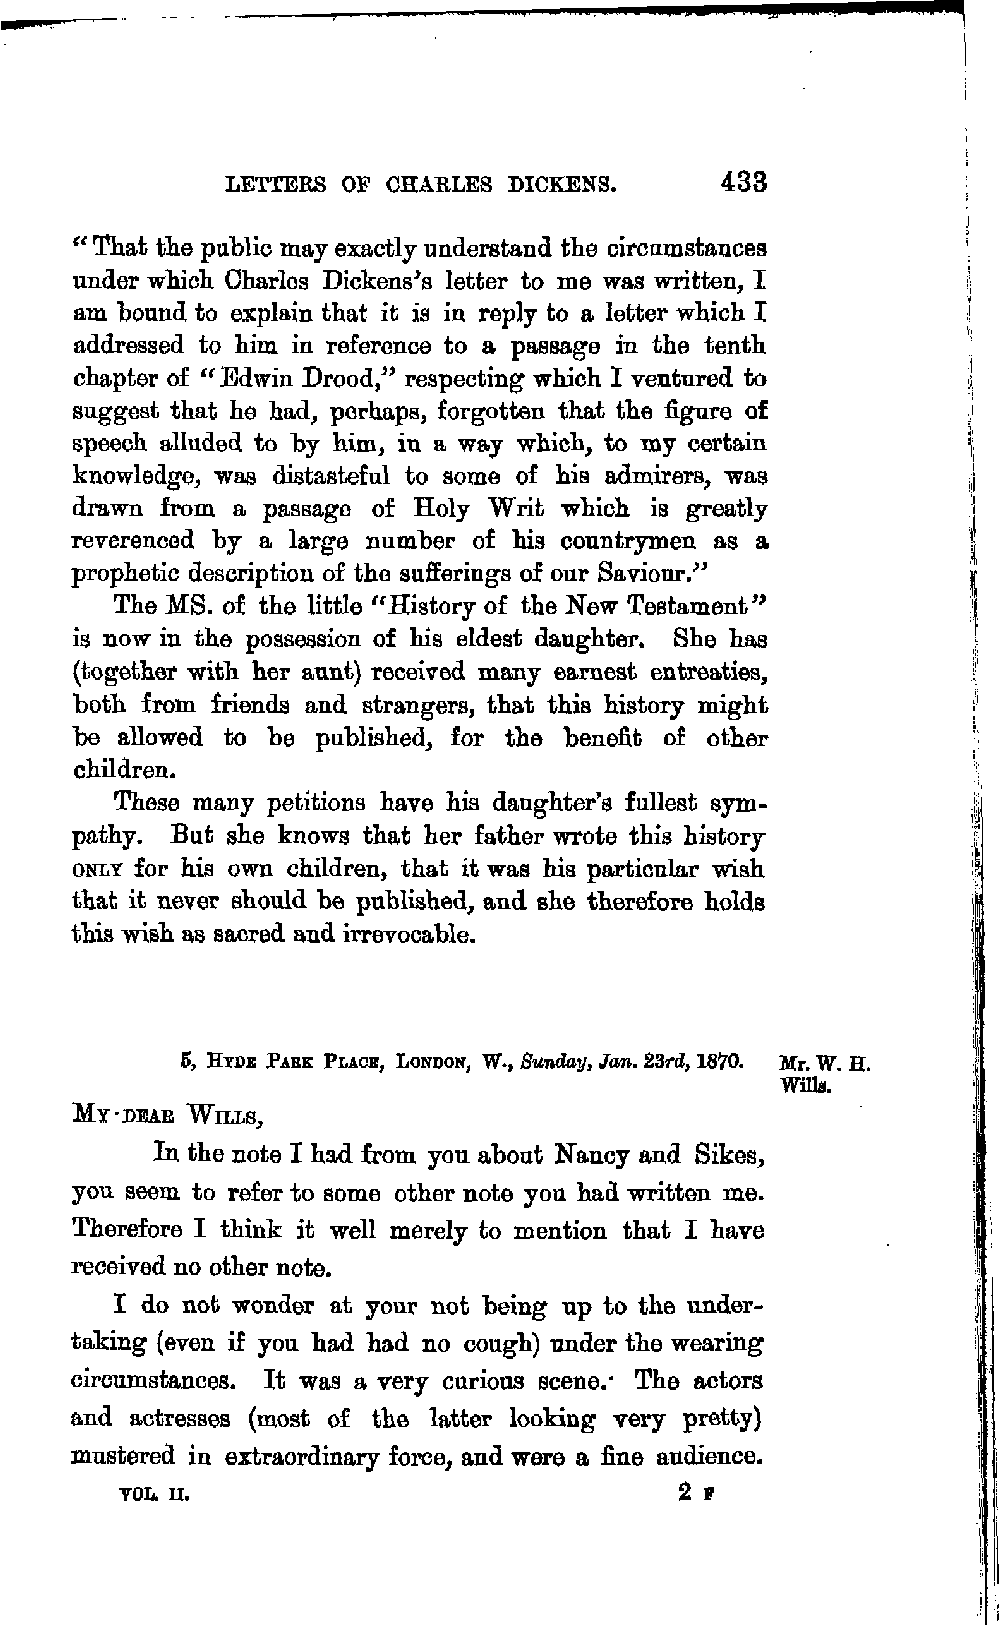 LETTERS OF CHARLES DICKENS. 433
"That the public may exactly understand the circumstances
under which Charles Dickens's letter to me was written, I
am bound to explain that it is in reply to a letter which I
addressed to him in reference to a passage in the tenth
chapter of "Edwin Drood," respecting which I ventured to
suggest that he had, perhaps, forgotten that the figure of
speech alluded to by him, in a way which, to my certain
knowledge, was distasteful to some of his admirers, was
drawn from a passage of Holy Writ which is greatly
reverenced by a large number of his countrymen as a
prophetic description of the sufferings of our Saviour."
The MS. of the little "History of the New Testament"
is now in the possession of his eldest daughter. She has
(together with her aunt) received many earnest entreaties,
both from friends and strangers, that this history might
be allowed to be published, for the benefit of other
children.
These many petitions have his daughter's fullest sym-
pathy. But she knows that her father wrote this history
ONLY for his own children, that it was his particular wish
that it never should be published, and she therefore holds
this wish as sacred and irrevocable.
5, HYDE PARK PLACE, LONDON, W., Sunday, Jan. 23rd, 1870.
Mr. W. H.
Wills.
MY DEAR WILLS,
In the note I had from you about Nancy and Sikes,
you seem to refer to some other note you had written me.
Therefore I think it well merely to mention that I have
received no other note.
I do not wonder at your not being up to the under-
taking (even if you had had no cough) under the wearing
circumstances. It was a very curious scene. The actors
and actresses (most of the latter looking very pretty)
mustered in extraordinary force, and were a fine audience.
VOL. II. 2 F